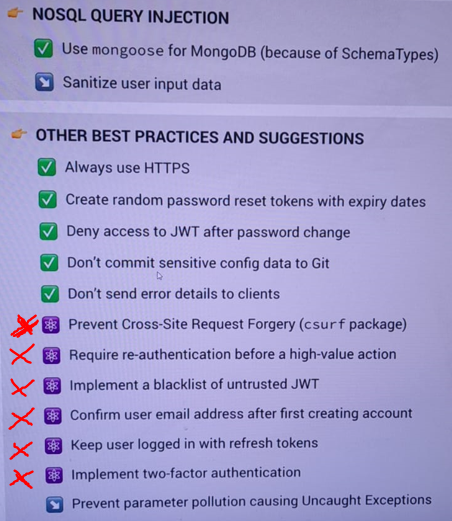 NOSQL QUERY INJECTION
Use mongoose for MongoDB (because of SchemaTypes)
Sanitize user input data
OTHER BEST PRACTICES AND SUGGESTIONS
Always use HTTPS
Create random password reset tokens with expiry dates
Deny access to JWT after password change
Don't commit sensitive config data to Git
Don't send error details to clients
Prevent Cross-Site Request Forgery (csurf package)
Require re-authentication before a high-value action
Implement a blacklist of untrusted JWT
Confirm user email address after first creating account
Keep user logged in with refresh tokens
Implement two-factor authentication
Prevent parameter pollution causing Uncaught Exceptions